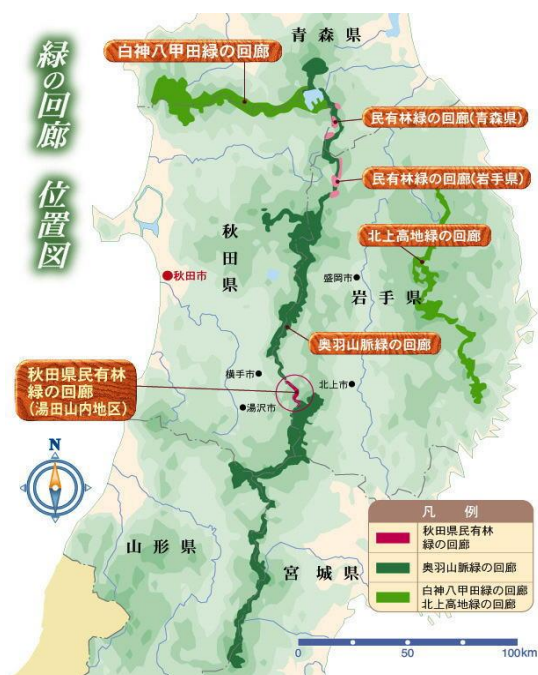 緑の回廊 位置図
青森県
白神八甲田緑の回廊
民有林緑の回廊(青森県)
民有林緑の回廊(岩手県)
北上高地緑の回廊
秋田県
秋田市
盛岡市
岩手県
奥羽山脈緑の回廊
秋田県民有林
緑の回廊
(湯田山内地区)
横手市
北上市
湯沢市
N
山形県
宮城県
凡 例
秋田県民有林
緑の回廊
奥羽山脈緑の回廊
白神八甲田緑の回廊
北上高地緑の回廊
0 50 100km